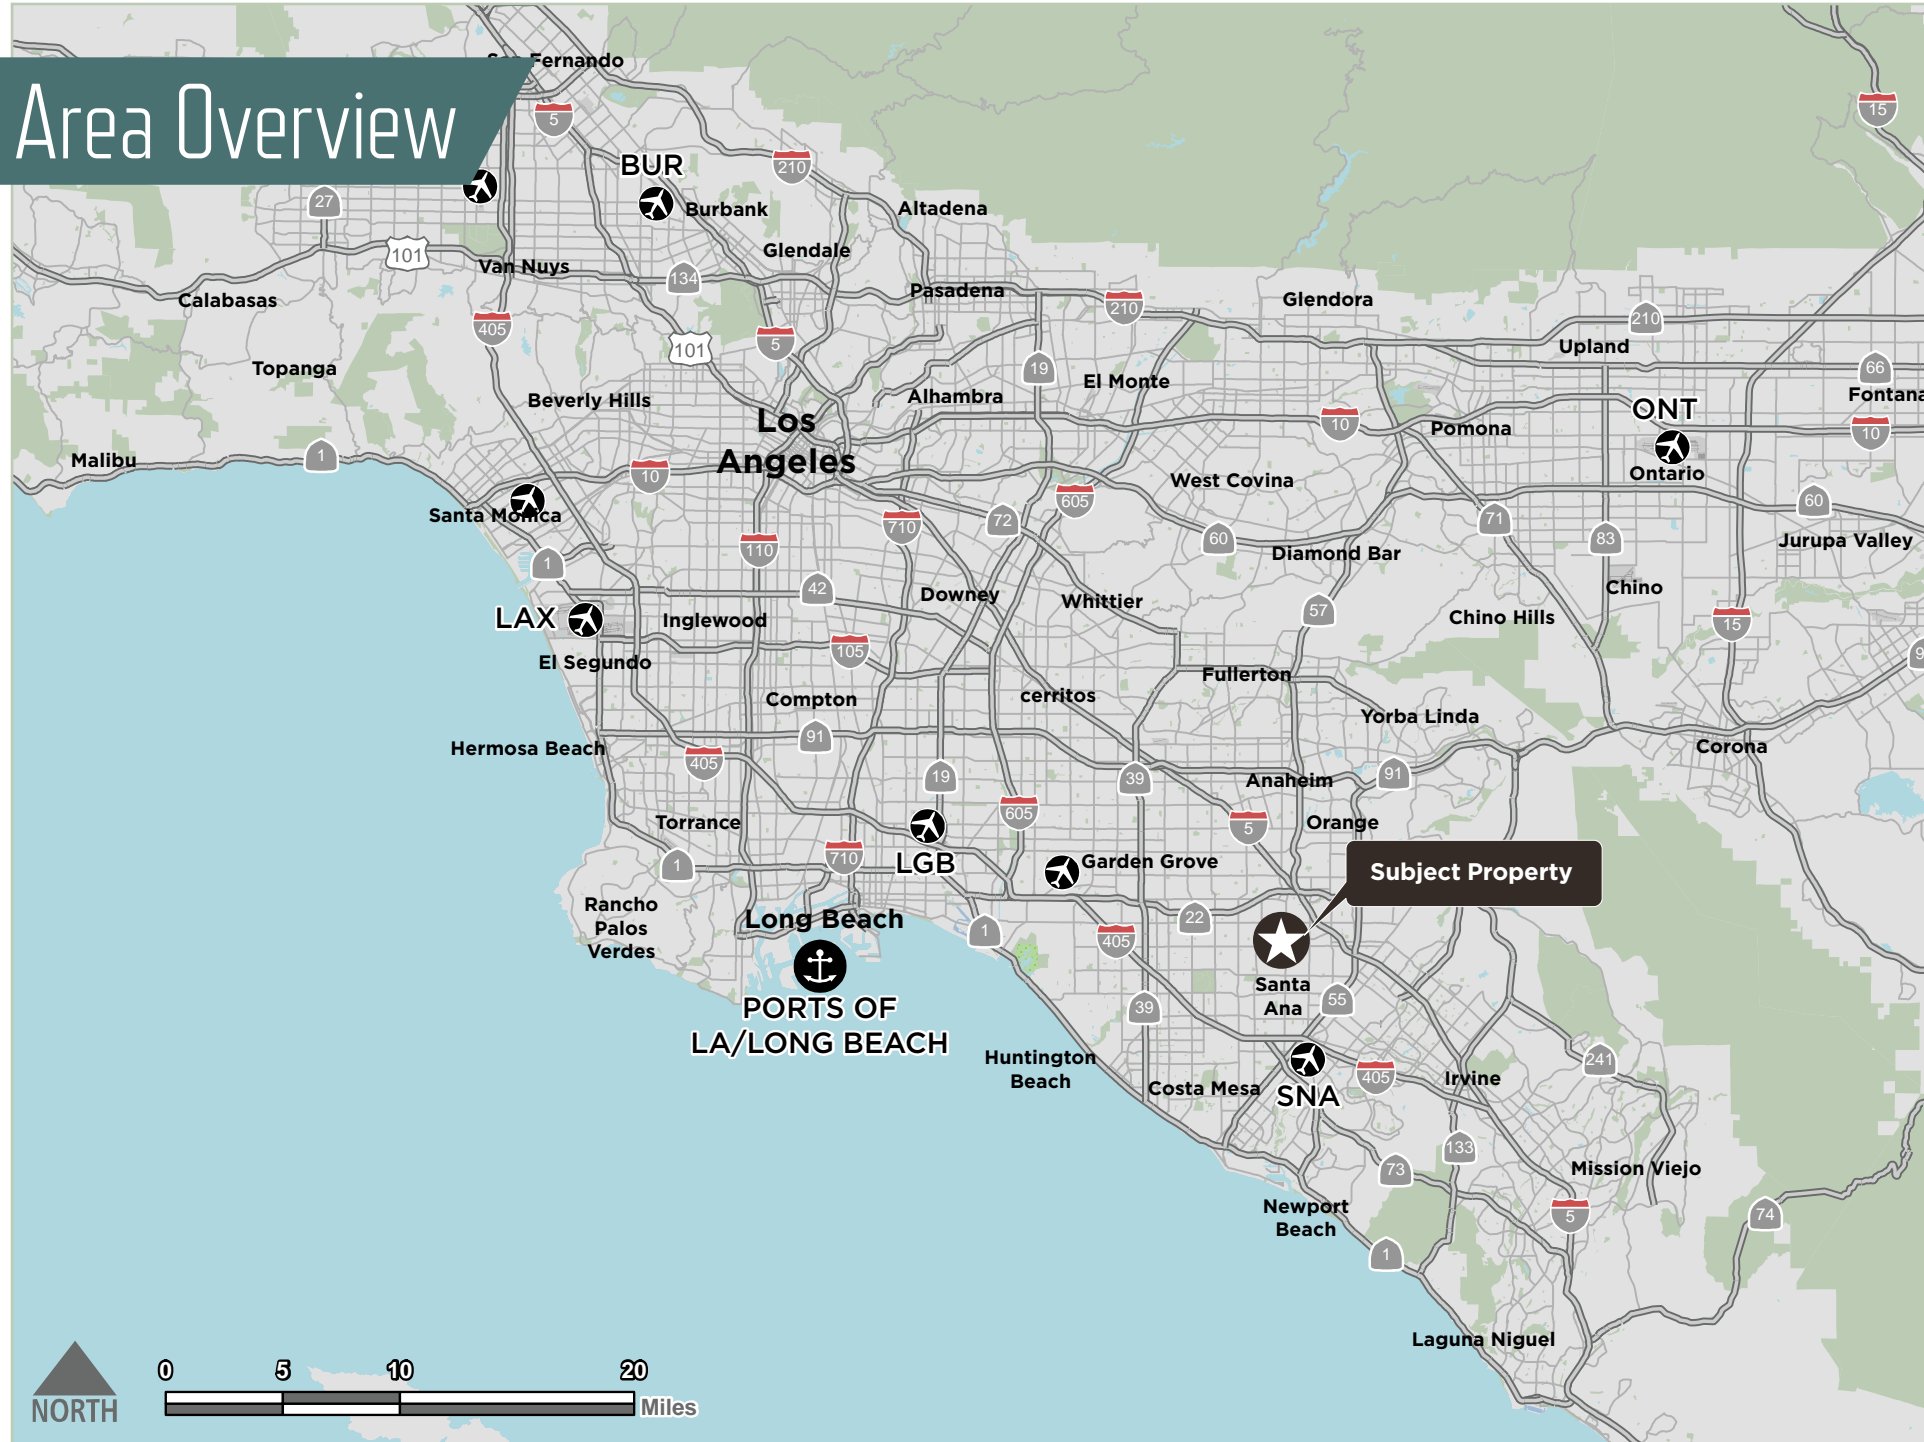 Area Overview
San Fernando
5
15
BUR
210
27
Burbank
Altadena
101
Glendale
Van Nuys
134
Calabasas
Pasadena
Glendora
210
210
405
101
5
Upland
Topanga
19
El Monte
66
Beverly Hills
Alhambra
Fontana
Los
Angeles
ONT
10
Pomona
10
Malibu
1
10
West Covina
Ontario
605
60
Santa Monica
710
72
71
110
60
83
Jurupa Valley
Diamond Bar
1
42
Downey
Whittier
Chino
LAX
Inglewood
57
Chino Hills
15
105
El Segundo
9
Compton
cerritos
Fullerton
Yorba Linda
91
Hermosa Beach
405
Corona
19
39
Anaheim
91
605
Torrance
5
Orange
1
710
LGB
Garden Grove
Subject Property
Rancho
Palos
Verdes
Long Beach
22
1
405
PORTS OF
LA/LONG BEACH
Santa
Ana
55
39
Huntington
Beach
Costa Mesa
SNA
405
Irvine
241
133
73
Mission Viejo
Newport
Beach
5
74
1
Laguna Niguel
NORTH
0 5 10 20
Miles